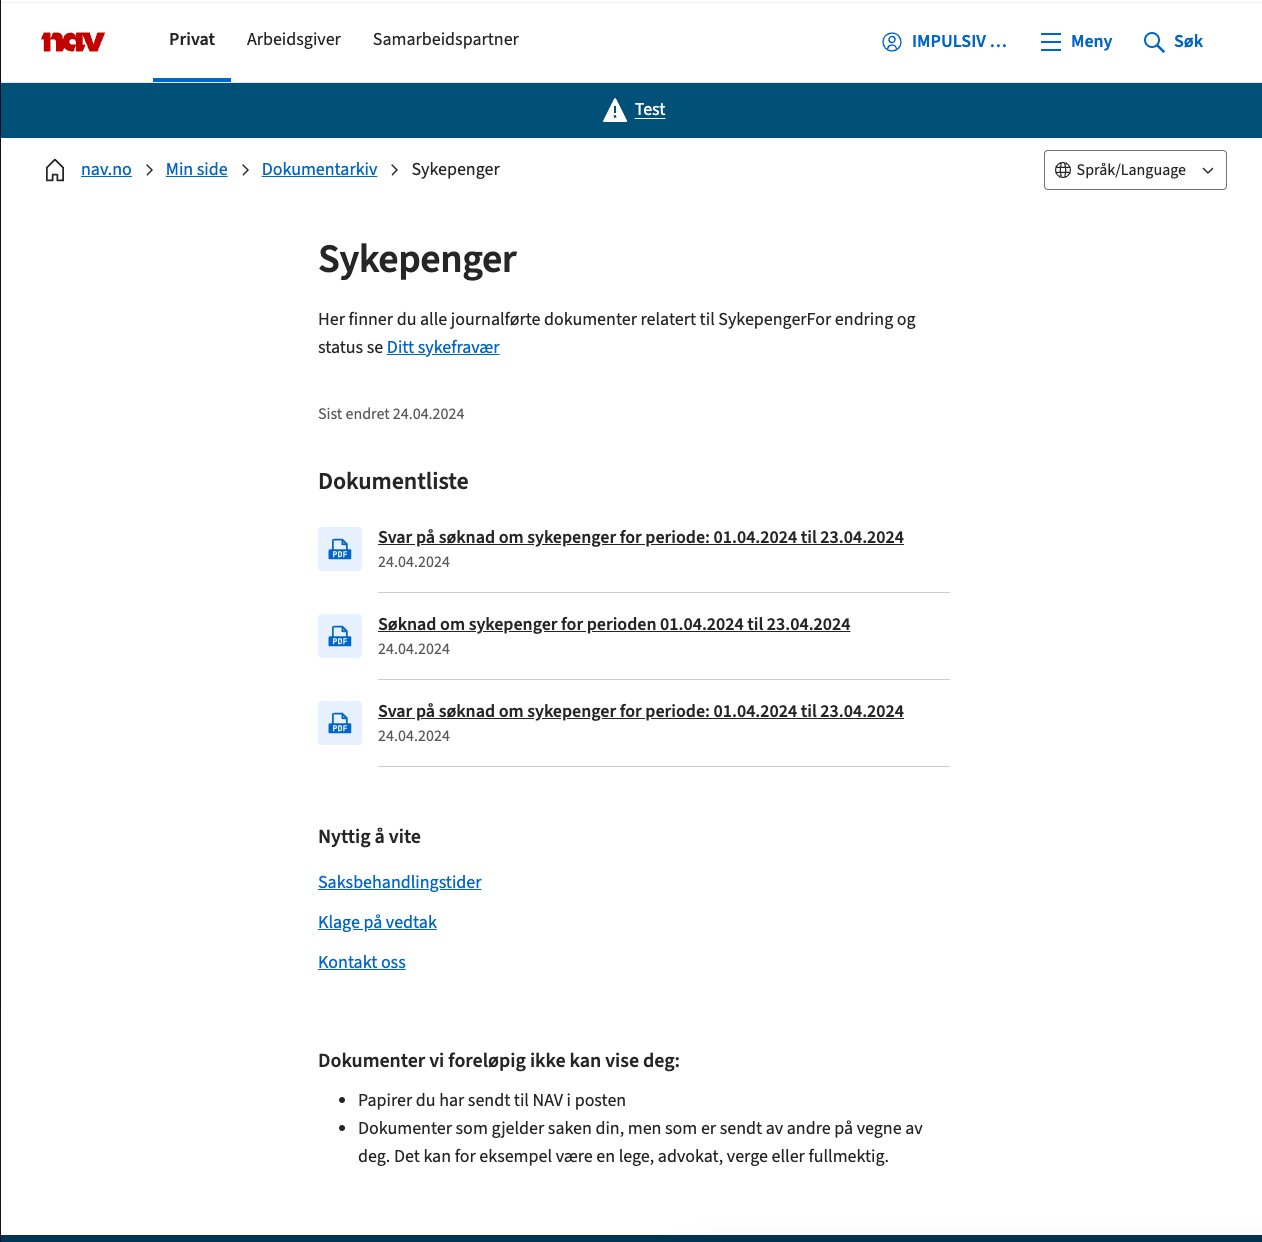 nav
Privat
Arbeidsgiver
Samarbeidspartner
IMPULSIV ...
Meny
Søk
Test
nav.no
Min side
Dokumentarkiv
Sykepenger
Språk/Language
Sykepenger
Her finner du alle journalførte dokumenter relatert til SykepengerFor endring og
status se Ditt sykefravær
Sist endret 24.04.2024
Dokumentliste
PDF
Svar på søknad om sykepenger for periode: 01.04.2024 til 23.04.2024
24.04.2024
PDF
Søknad om sykepenger for perioden 01.04.2024 til 23.04.2024
24.04.2024
PDF
Svar på søknad om sykepenger for periode: 01.04.2024 til 23.04.2024
24.04.2024
Nyttig å vite
Saksbehandlingstider
Klage på vedtak
Kontakt oss
Dokumenter vi foreløpig ikke kan vise deg:
• Papirer du har sendt til NAV i posten
• Dokumenter som gjelder saken din, men som er sendt av andre på vegne av
deg. Det kan for eksempel være en lege, advokat, verge eller fullmektig.